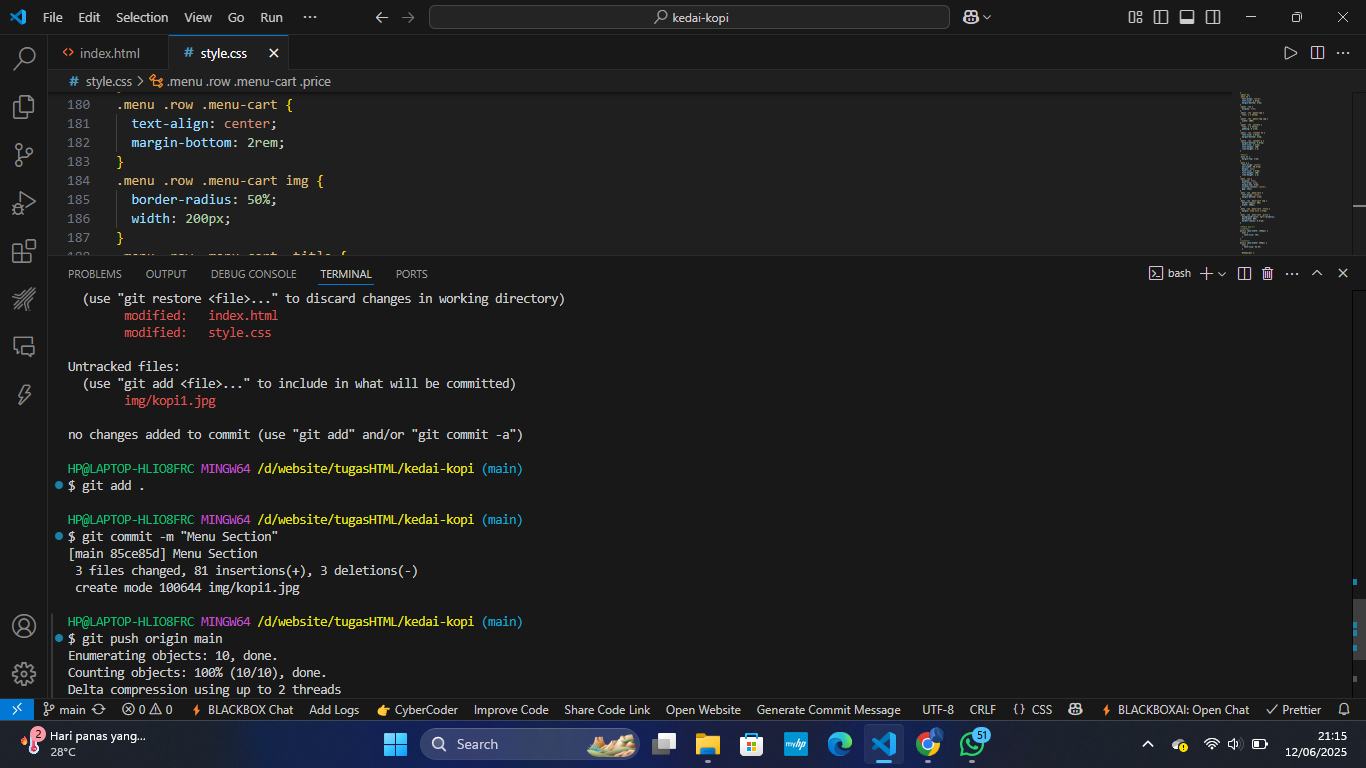 File Edit Selection View Go Run ··· kedai-kopi
index.html # style.css
# style.css > .menu .row .menu-cart .price
180 .menu .row .menu-cart {
181 text-align: center;
182 margin-bottom: 2rem;
183 }
184 .menu .row .menu-cart img {
185 border-radius: 50%;
186 width: 200px;
187 }
PROBLEMS OUTPUT DEBUG CONSOLE TERMINAL PORTS bash
(use "git restore <file>..." to discard changes in working directory)
modified: index.html
modified: style.css
Untracked files:
(use "git add <file>..." to include in what will be committed)
img/kopi1.jpg
no changes added to commit (use "git add" and/or "git commit -a")
HP@LAPTOP-HLIO8FRC MINGW64 /d/website/tugasHTML/kedai-kopi (main)
$ git add .
HP@LAPTOP-HLIO8FRC MINGW64 /d/website/tugasHTML/kedai-kopi (main)
$ git commit -m "Menu Section"
[main 85ce85d] Menu Section
3 files changed, 81 insertions(+), 3 deletions(-)
create mode 100644 img/kopi1.jpg
HP@LAPTOP-HLIO8FRC MINGW64 /d/website/tugasHTML/kedai-kopi (main)
$ git push origin main
Enumerating objects: 10, done.
Counting objects: 100% (10/10), done.
Delta compression using up to 2 threads
main 0 0 BLACKBOX Chat Add Logs CyberCoder Improve Code Share Code Link Open Website Generate Commit Message UTF-8 CRLF {} CSS BLACKBOXAI: Open Chat Prettier
2 Hari panas yang...
28°C
Search
myhp
51
21:15
12/06/2025